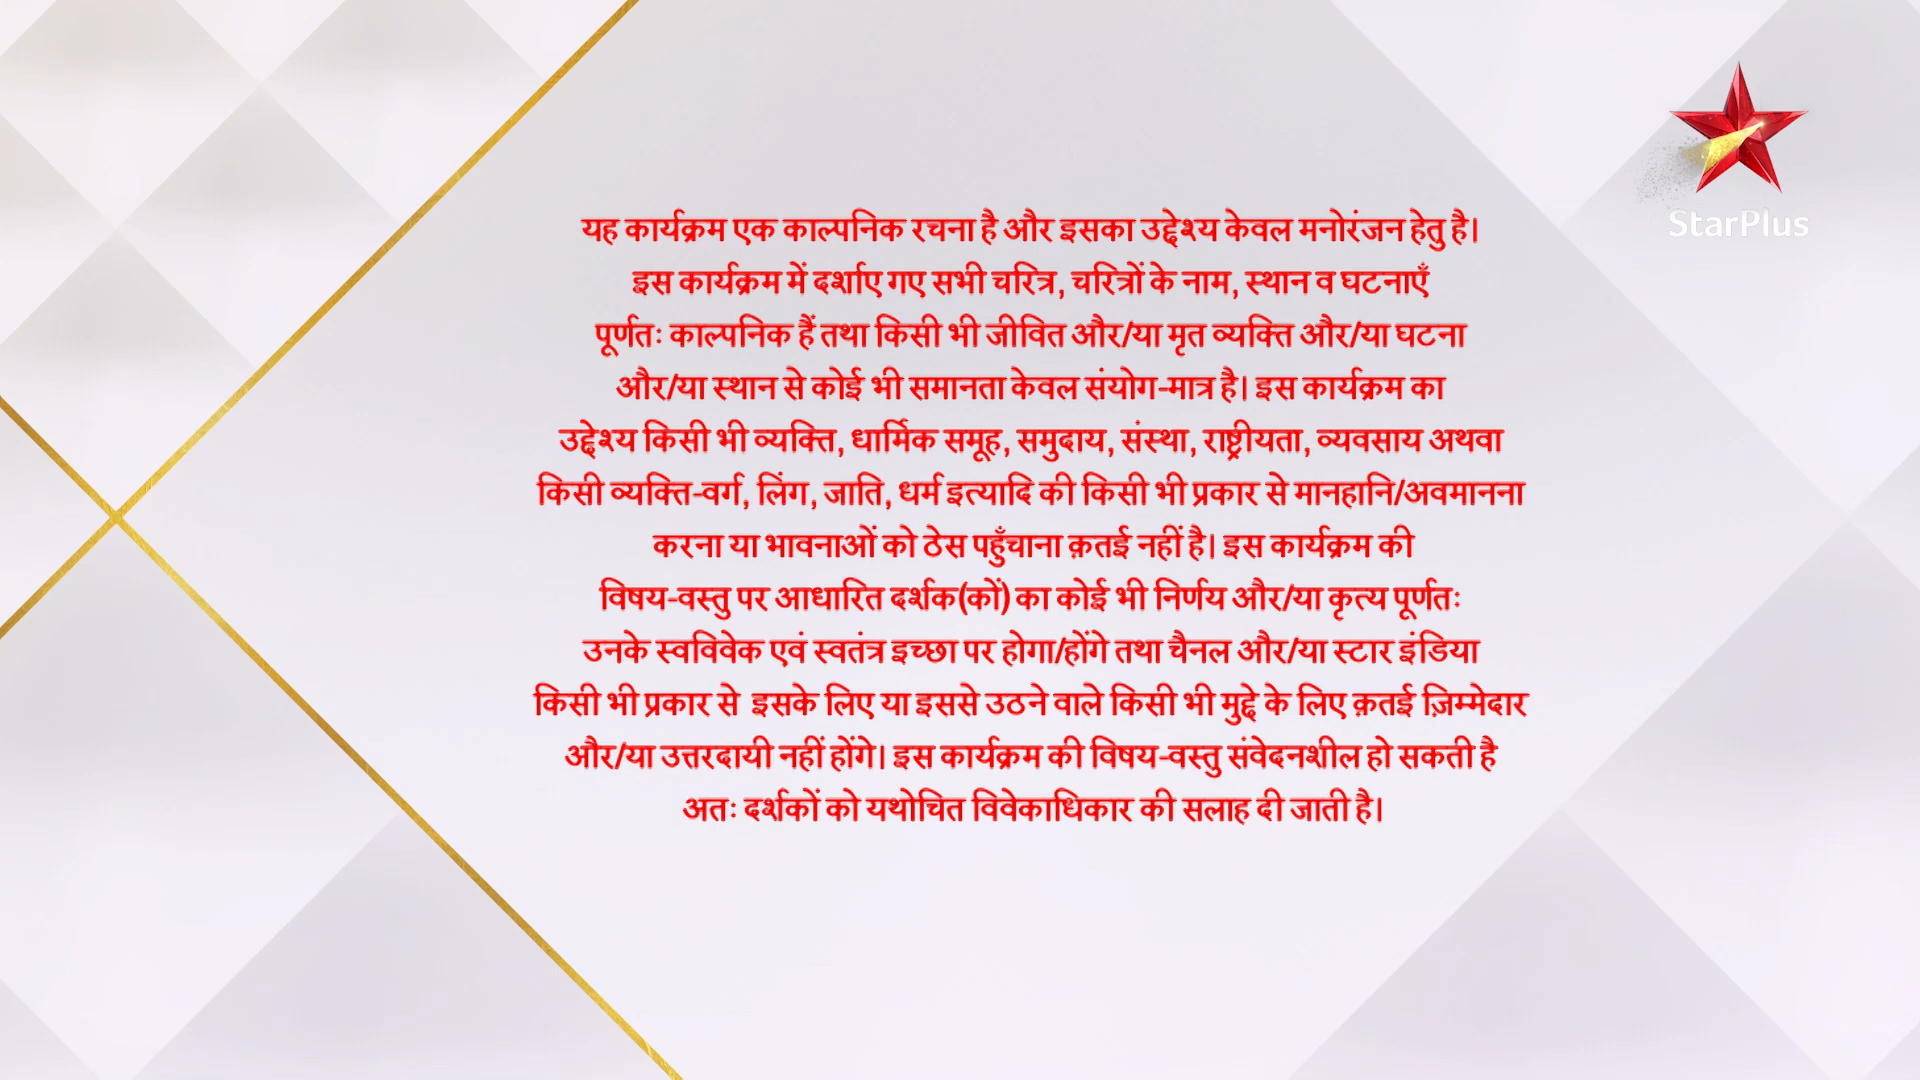 StarPlus
यह कार्यक्रम एक काल्पनिक रचना है और इसका उद्देश्य केवल मनोरंजन हेतु है।
इस कार्यक्रम में दर्शाए गए सभी चरित्र, चरित्रों के नाम, स्थान व घटनाएँ
पूर्णतः काल्पनिक हैं तथा किसी भी जीवित और/या मृत व्यक्ति और/या घटना
और/या स्थान से कोई भी समानता केवल संयोग-मात्र है। इस कार्यक्रम का
उद्देश्य किसी भी व्यक्ति, धार्मिक समूह, समुदाय, संस्था, राष्ट्रीयता, व्यवसाय अथवा
किसी व्यक्ति-वर्ग, लिंग, जाति, धर्म इत्यादि की किसी भी प्रकार से मानहानि/अवमानना
करना या भावनाओं को ठेस पहुँचाना क़तई नहीं है। इस कार्यक्रम की
विषय-वस्तु पर आधारित दर्शक(कों) का कोई भी निर्णय और/या कृत्य पूर्णतः
उनके स्वविवेक एवं स्वतंत्र इच्छा पर होगा/होंगे तथा चैनल और/या स्टार इंडिया
किसी भी प्रकार से इसके लिए या इससे उठने वाले किसी भी मुद्दे के लिए क़तई ज़िम्मेदार
और/या उत्तरदायी नहीं होंगे। इस कार्यक्रम की विषय-वस्तु संवेदनशील हो सकती है
अतः दर्शकों को यथोचित विवेकाधिकार की सलाह दी जाती है।